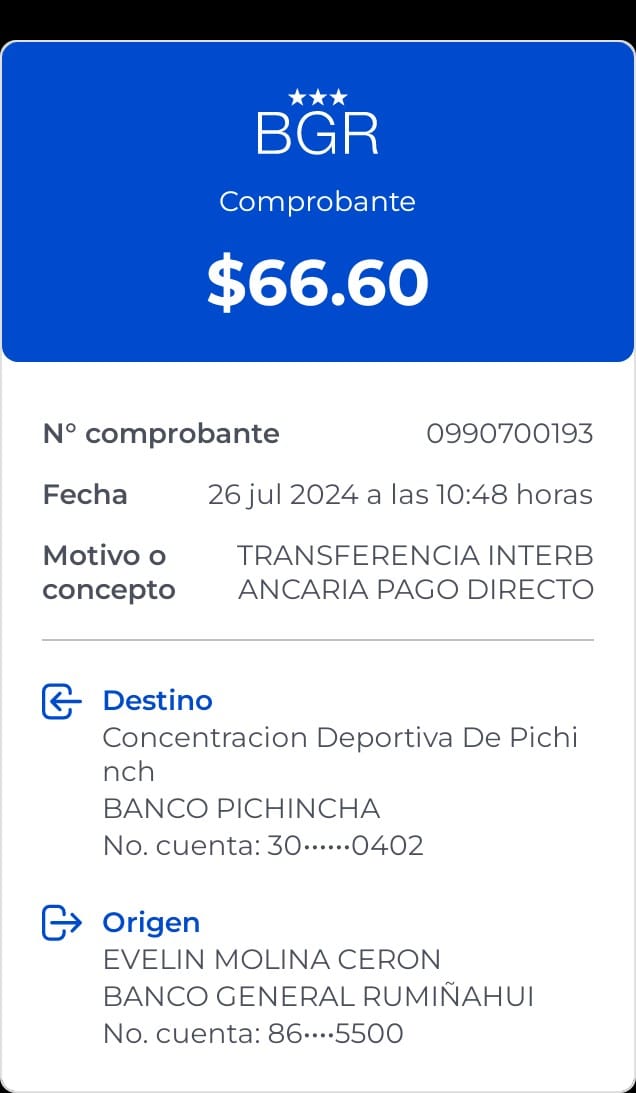 BGR
Comprobante
$66.60
N° comprobante 0990700193
Fecha 26 jul 2024 a las 10:48 horas
Motivo o TRANSFERENCIA INTERB
concepto ANCARIA PAGO DIRECTO
Destino
Concentracion Deportiva De Pichi
nch
BANCO PICHINCHA
No. cuenta: 30••••••0402
Origen
EVELIN MOLINA CERON
BANCO GENERAL RUMIÑAHUI
No. cuenta: 86••••5500